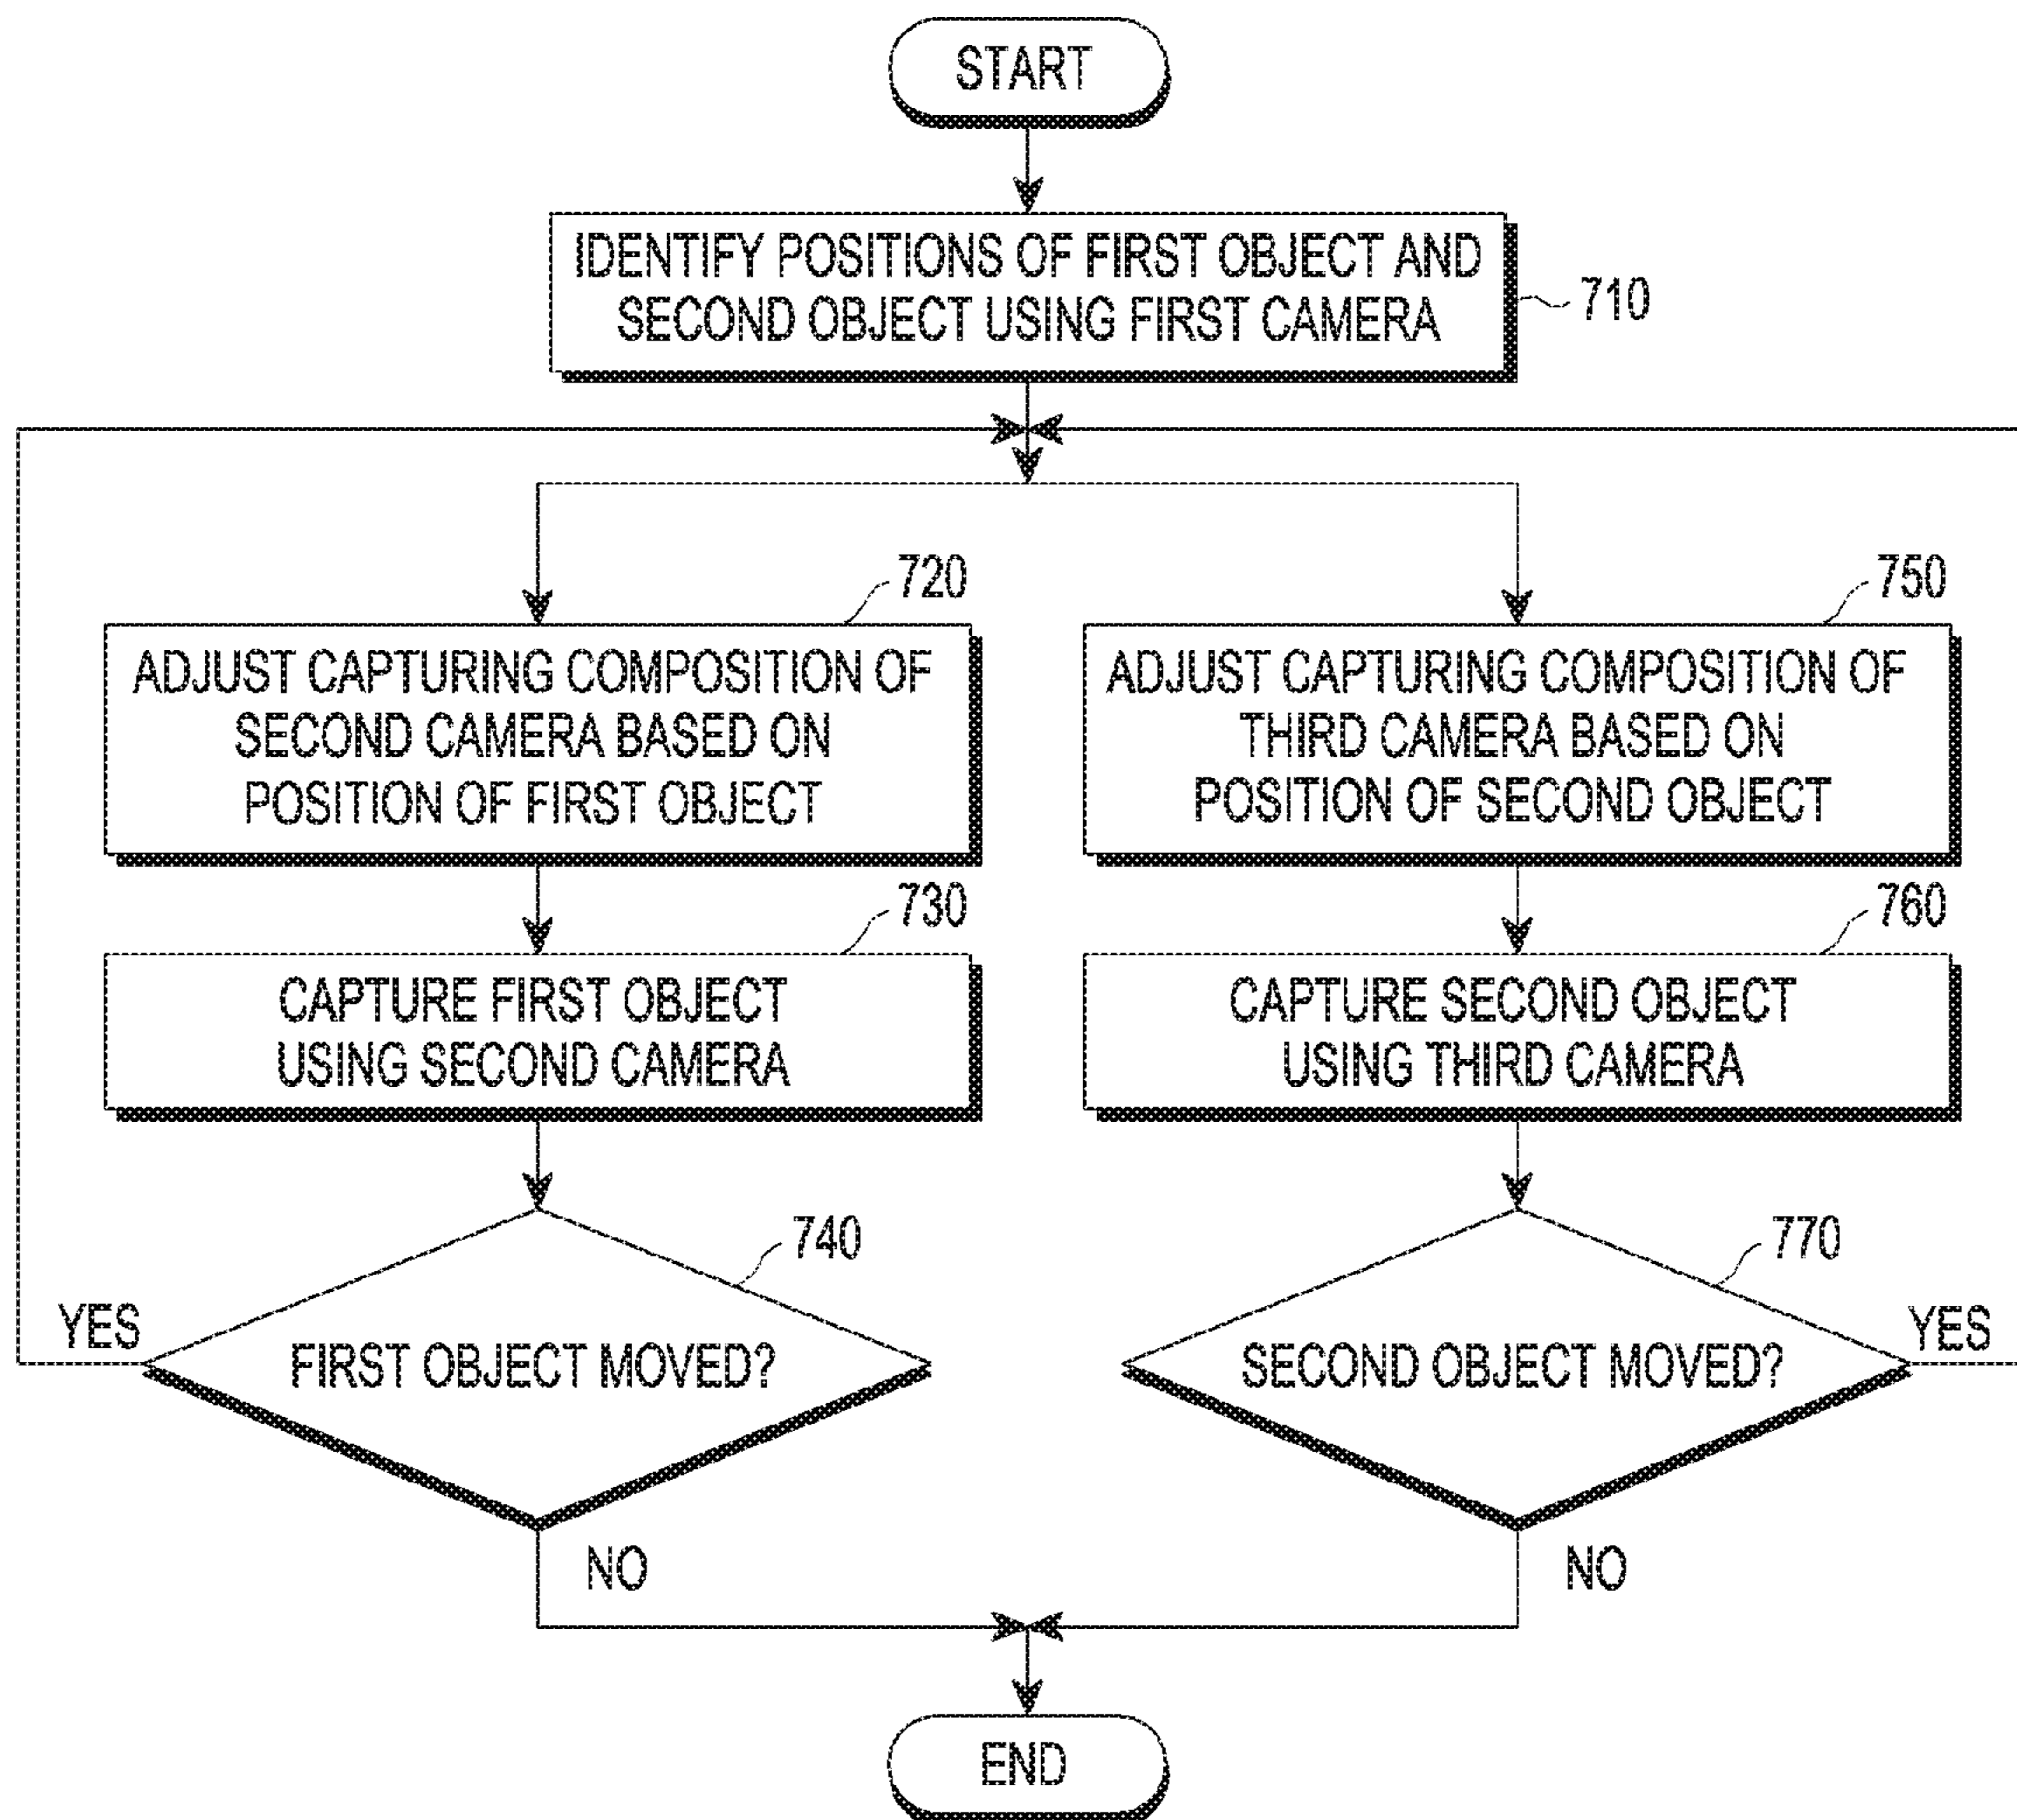 START
IDENTIFY POSITIONS OF FIRST OBJECT AND
SECOND OBJECT USING FIRST CAMERA
710
720
ADJUST CAPTURING COMPOSITION OF
SECOND CAMERA BASED ON
POSITION OF FIRST OBJECT
730
CAPTURE FIRST OBJECT
USING SECOND CAMERA
740
YES
FIRST OBJECT MOVED?
NO
750
ADJUST CAPTURING COMPOSITION OF
THIRD CAMERA BASED ON
POSITION OF SECOND OBJECT
760
CAPTURE SECOND OBJECT
USING THIRD CAMERA
770
YES
SECOND OBJECT MOVED?
NO
END